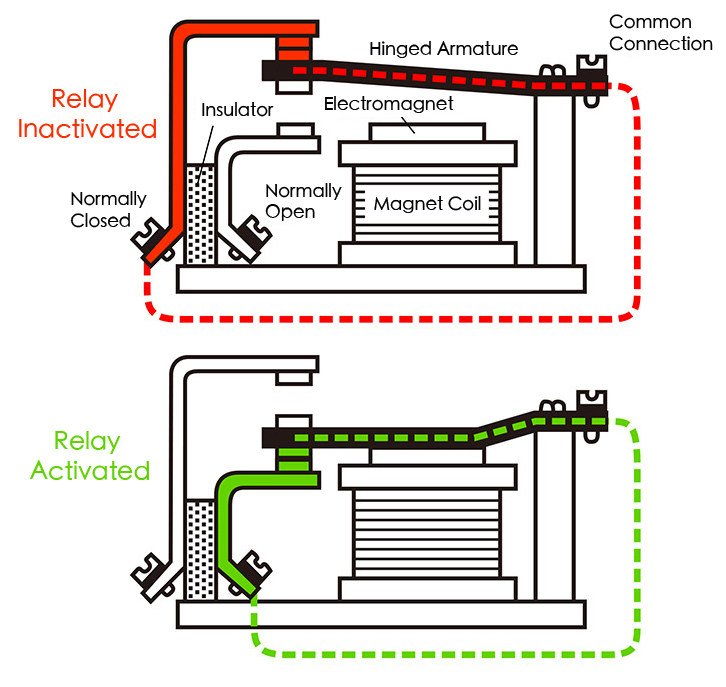 Common
Connection
Hinged Armature
Relay
Inactivated
Insulator
Electromagnet
Normally
Closed
Normally
Open
Magnet Coil
Relay
Activated